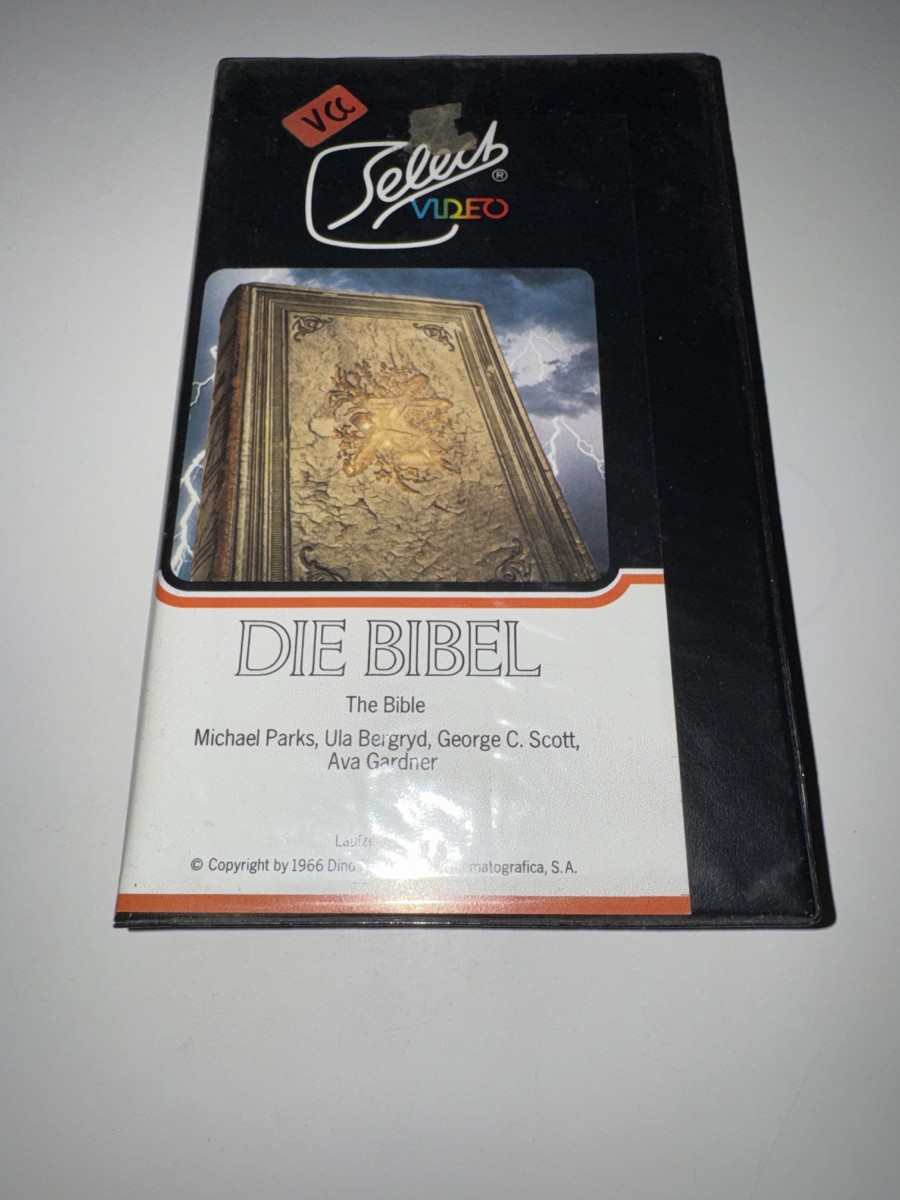 VCC
Select
®
VIDEO
DIE BIBEL
The Bible
Michael Parks, Ula Bergryd, George C. Scott,
Ava Gardner
© Copyright by 1966 Dino
S.A.